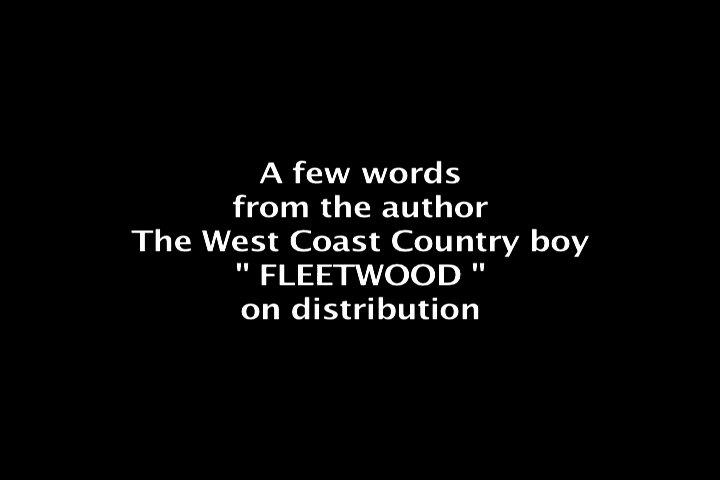 A few words
from the author
The West Coast Country boy
" FLEETWOOD "
on distribution